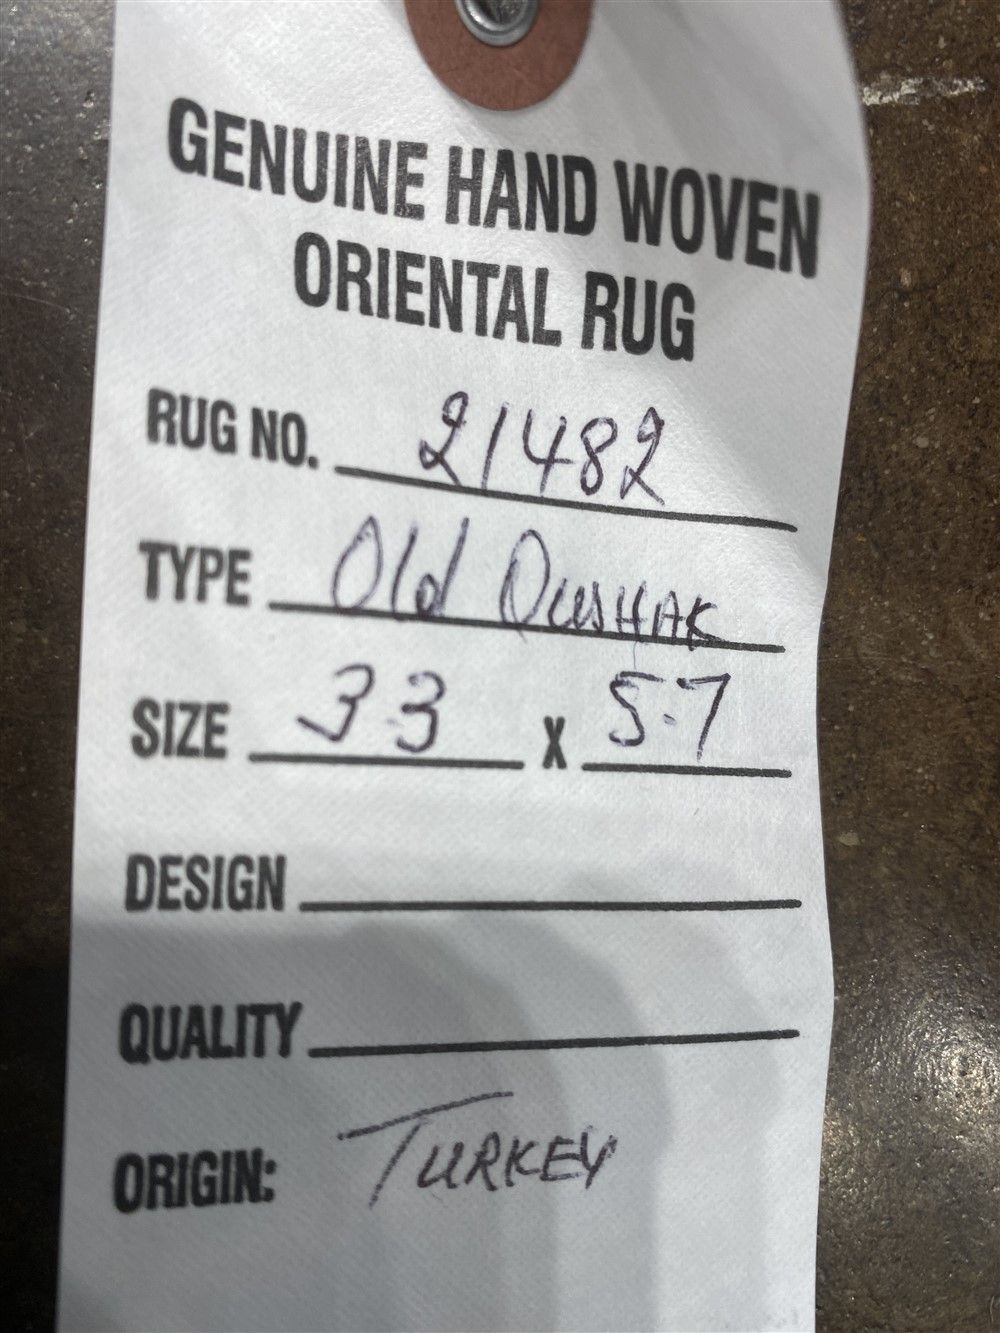 GENUINE HAND WOVEN
ORIENTAL RUG
RUG NO. 21482
TYPE Old OUSHAK
SIZE 3.3 X 5.7
DESIGN
QUALITY
ORIGIN: TURKEY